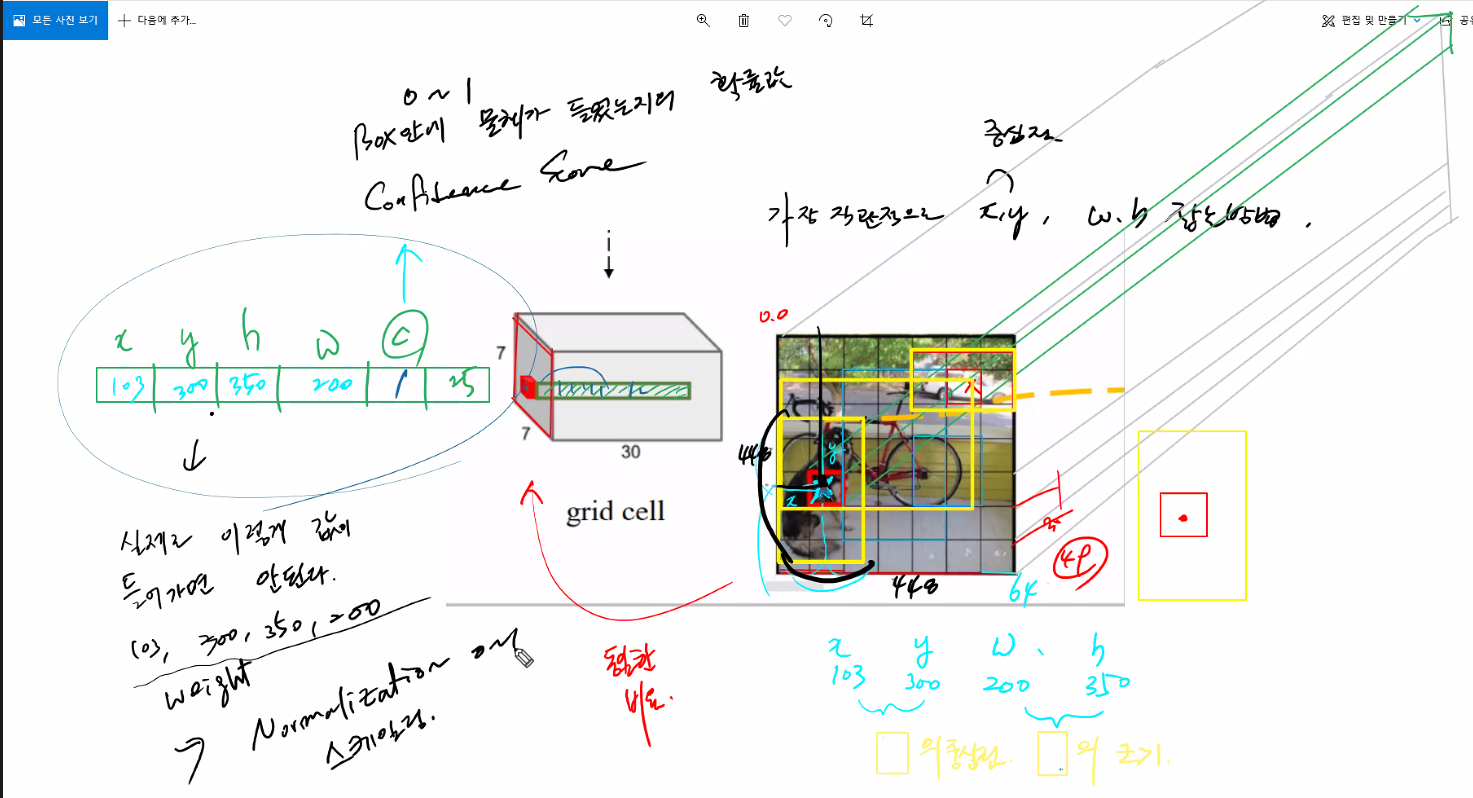 모든 사진 보기
다음에 추가...
편집 및 만들기
공유
0 ~ 1
Box안에 물체가 들었는지의 확률값
Confidence Score
중심점
가장 직관적으로 x,y, w.h 잡는방법.
x y h w C
103 300 350 200 1 25
7
7
30
grid cell
0.0
448
y
x
448
64
49
실제로 이렇게 값이
들어가면 안된다.
103, 300, 350, 200
weight
Normalization 0~
스케일링.
동일한
비율.
x y w, h
103 300 200 350
의 중심점
의 크기.